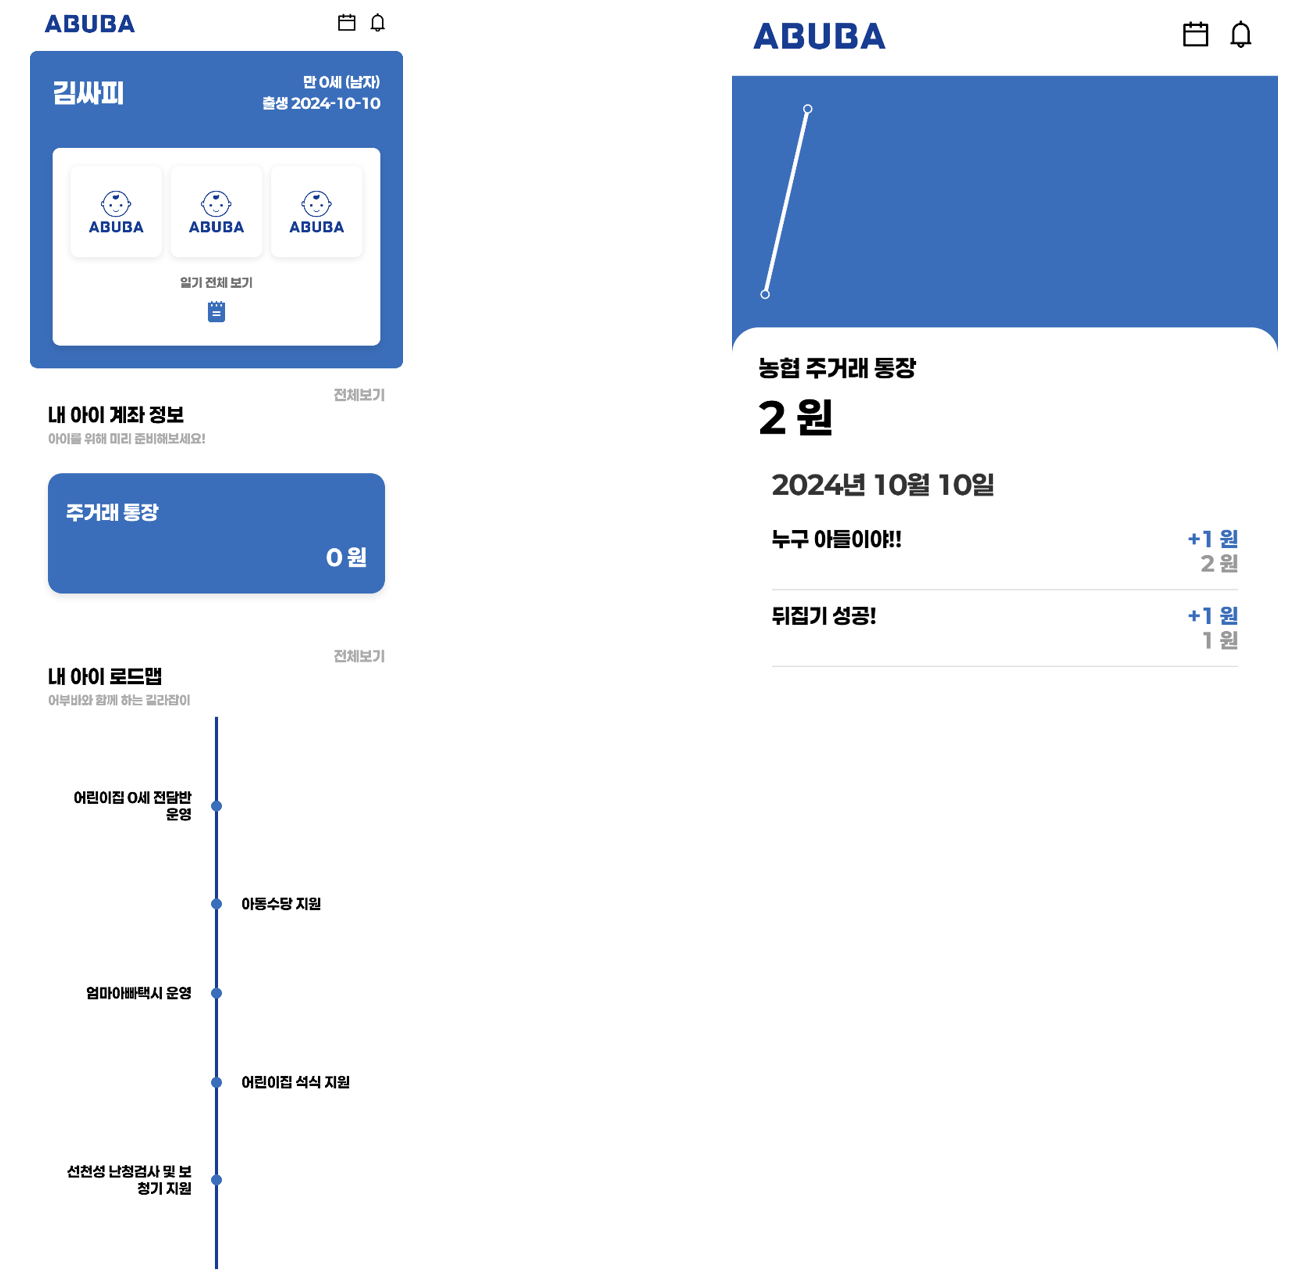 ABUBA
김싸피
만 0세 (남자)
출생 2024-10-10
ABUBA
ABUBA
ABUBA
일기 전체 보기
전체보기
내 아이 계좌 정보
아이를 위해 미리 준비해보세요!
주거래 통장
0 원
전체보기
내 아이 로드맵
어부바와 함께 하는 길라잡이
어린이집 0세 전담반
운영
아동수당 지원
엄마아빠택시 운영
어린이집 석식 지원
선천성 난청검사 및 보
청기 지원
ABUBA
농협 주거래 통장
2 원
2024년 10월 10일
누구 아들이야!!
+1 원
2 원
뒤집기 성공!
+1 원
1 원